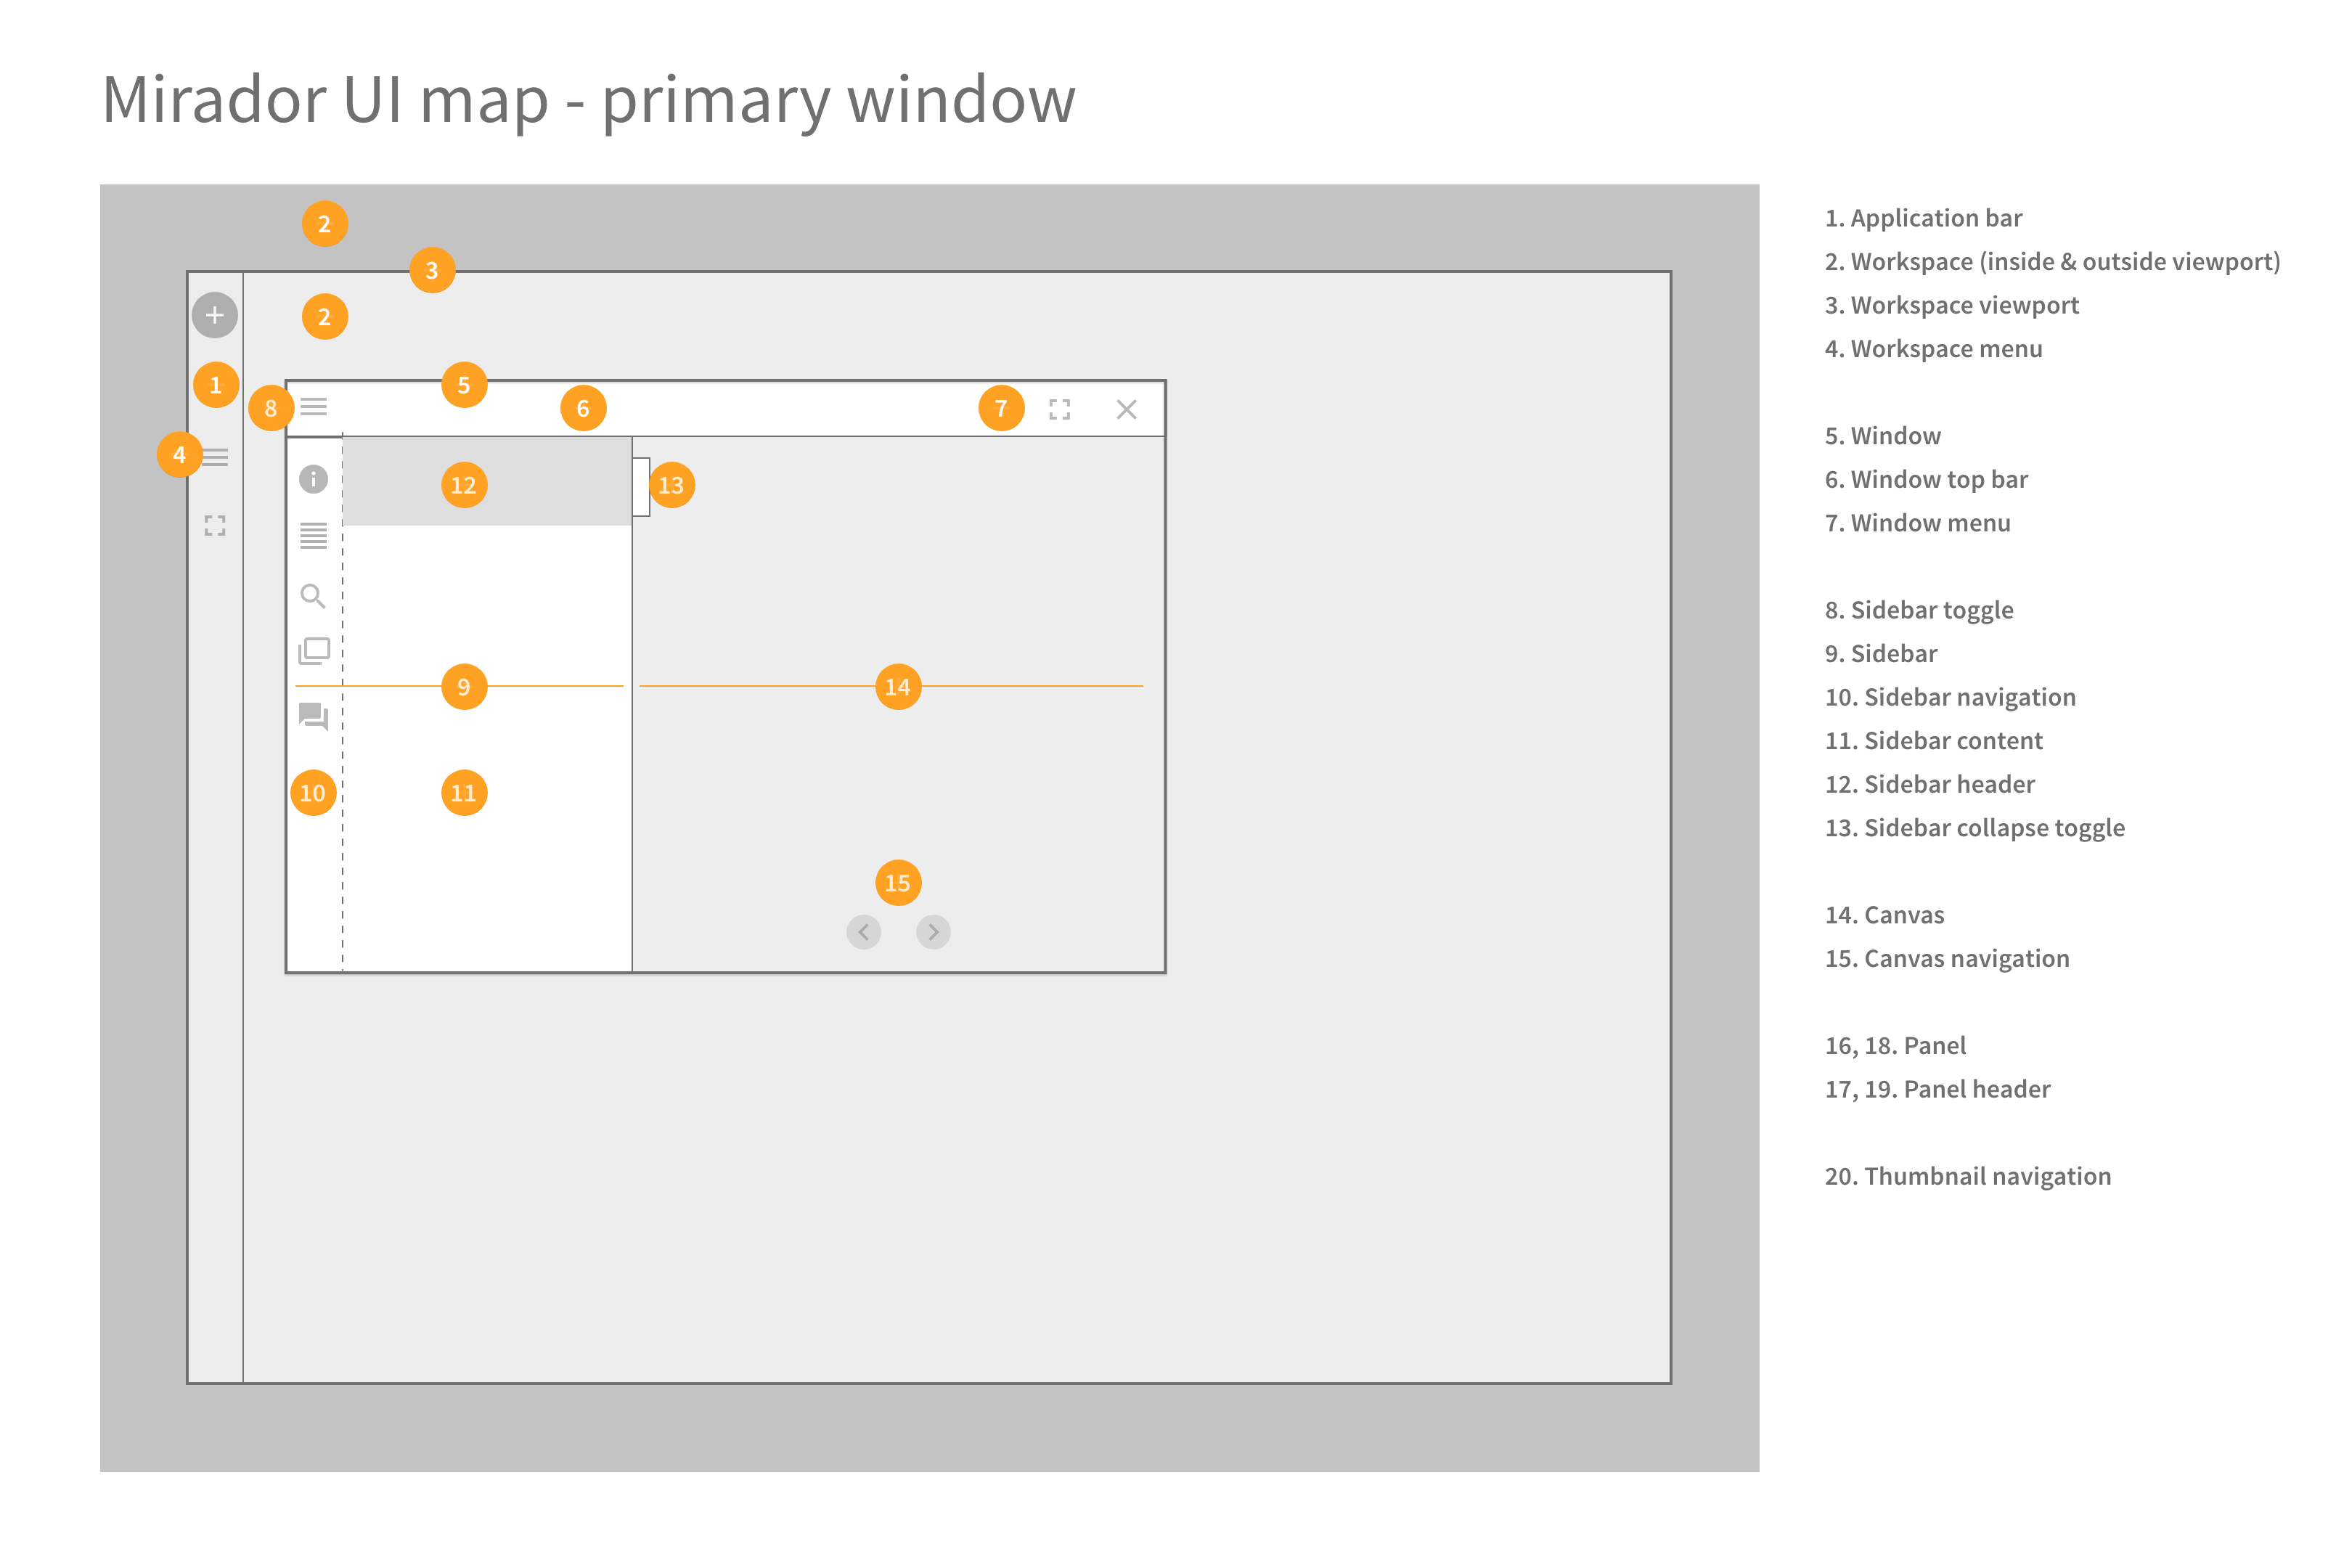 Mirador UI map - primary window
2
3
2
1
8
5
6
7
4
12
13
9
14
10
11
15
1. Application bar
2. Workspace (inside & outside viewport)
3. Workspace viewport
4. Workspace menu
5. Window
6. Window top bar
7. Window menu
8. Sidebar toggle
9. Sidebar
10. Sidebar navigation
11. Sidebar content
12. Sidebar header
13. Sidebar collapse toggle
14. Canvas
15. Canvas navigation
16, 18. Panel
17, 19. Panel header
20. Thumbnail navigation